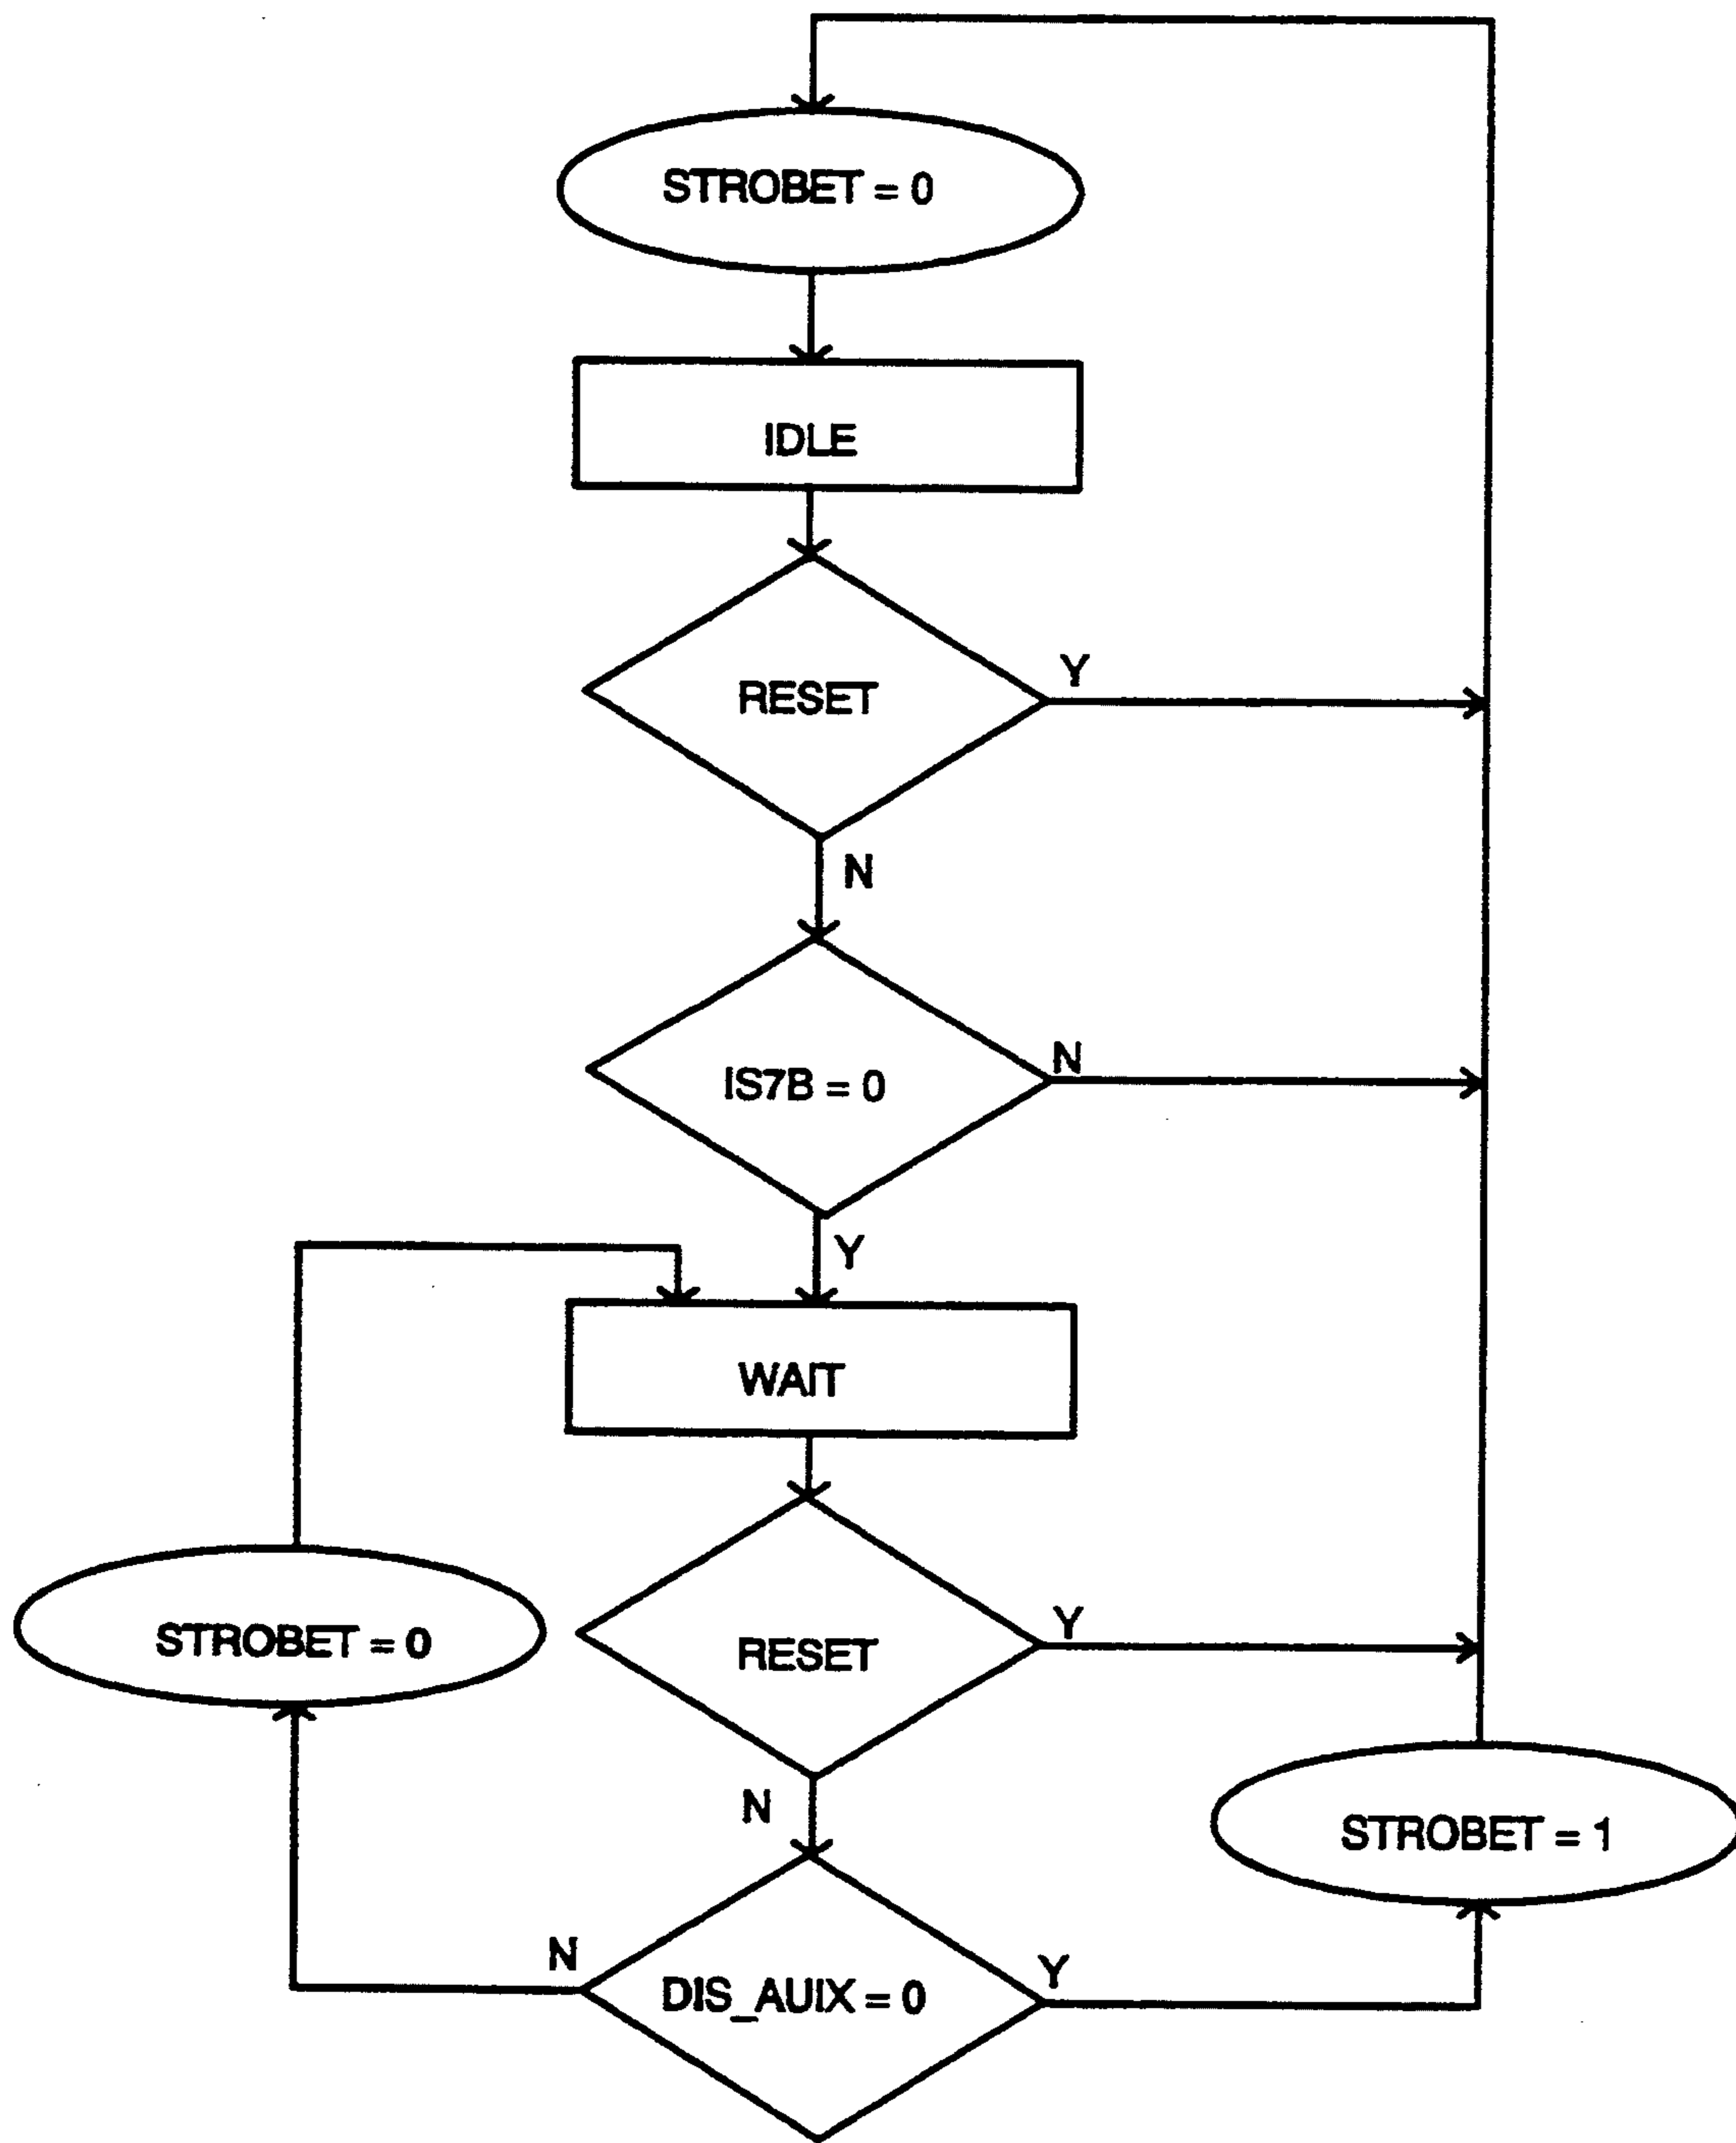 STROBET = 0
IDLE
RESET
Y
N
IS7B = 0
N
Y
WAIT
RESET
Y
STROBET = 0
N
STROBET = 1
DIS_AUIX = 0
N
Y